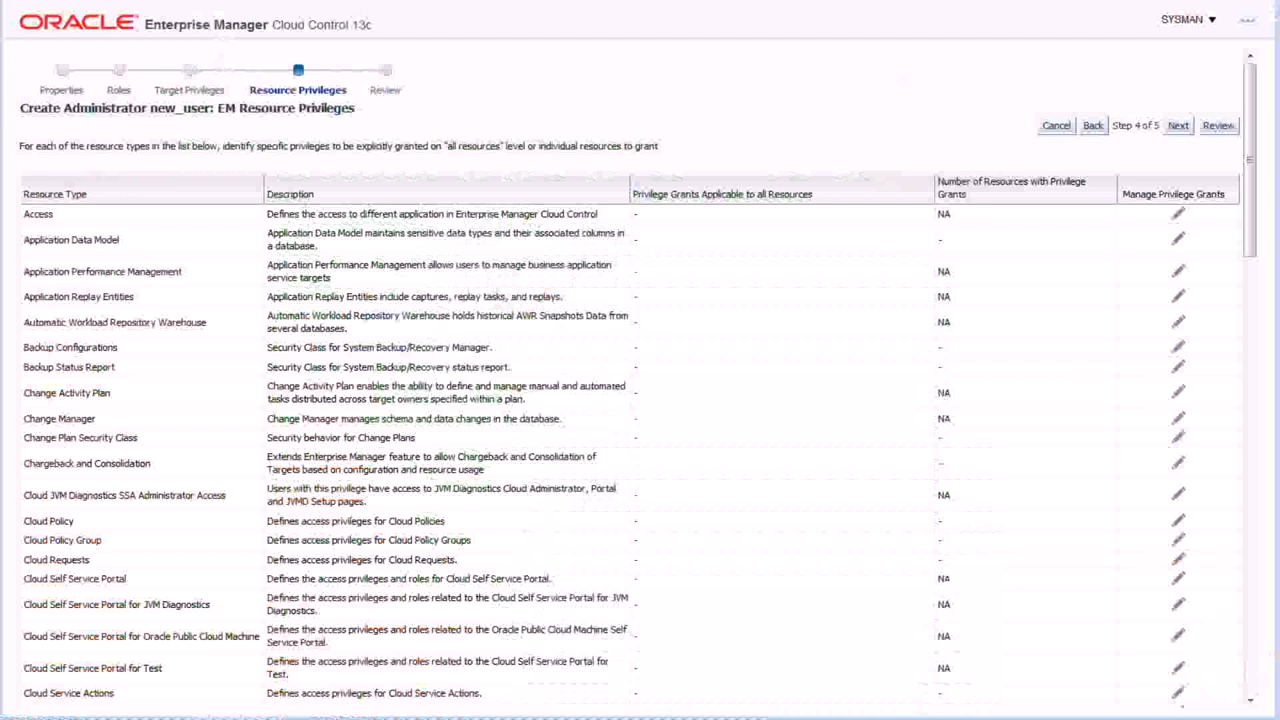 ORACLE Enterprise Manager Cloud Control 13c
SYSMAN
Properties Roles Target Privileges Resource Privileges Review
Create Administrator new_user: EM Resource Privileges
Cancel Back Step 4 of 5 Next Review
For each of the resource types in the list below, identify specific privileges to be explicitly granted on "all resources" level or individual resources to grant
Resource Type Description Privilege Grants Applicable to all Resources Number of Resources with Privilege Grants Manage Privilege Grants
Access Defines the access to different application in Enterprise Manager Cloud Control - NA
Application Data Model Application Data Model maintains sensitive data types and their associated columns in a database. - -
Application Performance Management Application Performance Management allows users to manage business application service targets - NA
Application Replay Entities Application Replay Entities include captures, replay tasks, and replays. - NA
Automatic Workload Repository Warehouse Automatic Workload Repository Warehouse holds historical AWR Snapshots Data from several databases. - NA
Backup Configurations Security Class for System Backup/Recovery Manager. - -
Backup Status Report Security Class for System Backup/Recovery status report. - -
Change Activity Plan Change Activity Plan enables the ability to define and manage manual and automated tasks distributed across target owners specified within a plan. - NA
Change Manager Change Manager manages schema and data changes in the database. - NA
Change Plan Security Class Security behavior for Change Plans - -
Chargeback and Consolidation Extends Enterprise Manager feature to allow Chargeback and Consolidation of Targets based on configuration and resource usage - -
Cloud JVM Diagnostics SSA Administrator Access Users with this privilege have access to JVM Diagnostics Cloud Administrator, Portal and JVMD Setup pages. - NA
Cloud Policy Defines access privileges for Cloud Policies - -
Cloud Policy Group Defines access privileges for Cloud Policy Groups - -
Cloud Requests Defines access privileges for Cloud Requests. - -
Cloud Self Service Portal Defines the access privileges and roles for Cloud Self Service Portal. - NA
Cloud Self Service Portal for JVM Diagnostics Defines the access privileges and roles related to the Cloud Self Service Portal for JVM Diagnostics. - NA
Cloud Self Service Portal for Oracle Public Cloud Machine Defines the access privileges and roles related to the Oracle Public Cloud Machine Self Service Portal. - NA
Cloud Self Service Portal for Test Defines the access privileges and roles related to the Cloud Self Service Portal for Test. - NA
Cloud Service Actions Defines access privileges for Cloud Service Actions. - -